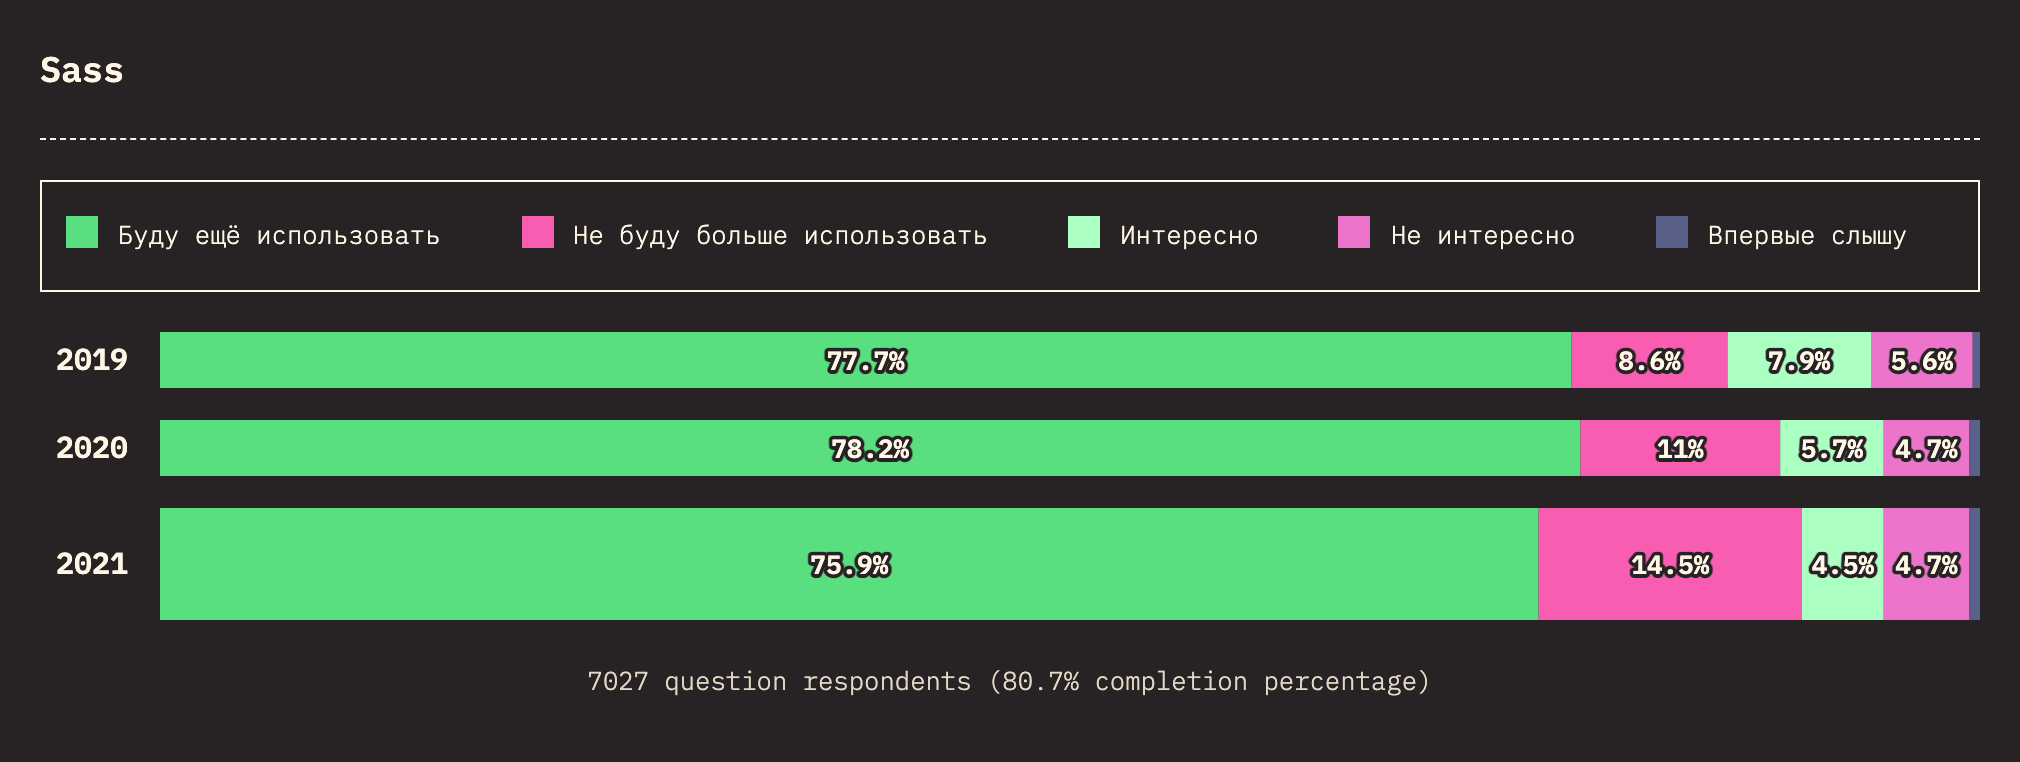 Sass
Буду ещё использовать Не буду больше использовать Интересно Не интересно Впервые слышу
2019 77.7% 8.6% 7.9% 5.6%
2020 78.2% 11% 5.7% 4.7%
2021 75.9% 14.5% 4.5% 4.7%
7027 question respondents (80.7% completion percentage)